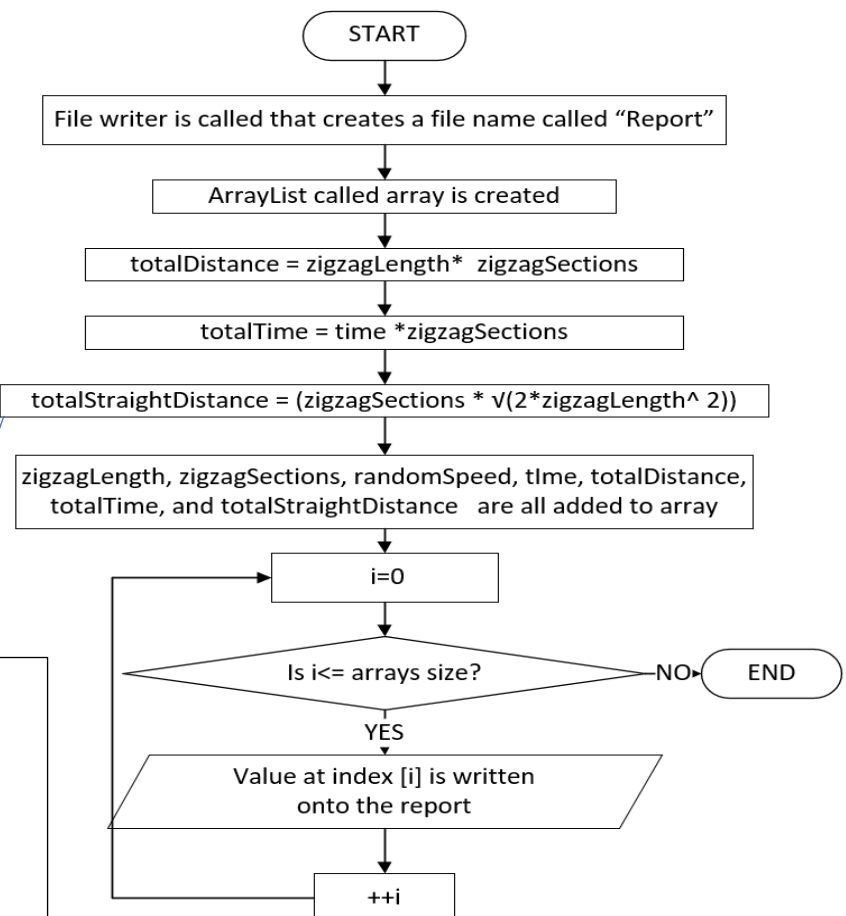 START
File writer is called that creates a file name called “Report”
ArrayList called array is created
totalDistance = zigzagLength*  zigzagSections
totalTime = time *zigzagSections
totalStraightDistance = (zigzagSections * √(2*zigzagLength^ 2))
zigzagLength, zigzagSections, randomSpeed, tIme, totalDistance,
totalTime, and totalStraightDistance   are all added to array
i=0
Is i<= arrays size?
NO
END
YES
Value at index [i] is written
onto the report
++i